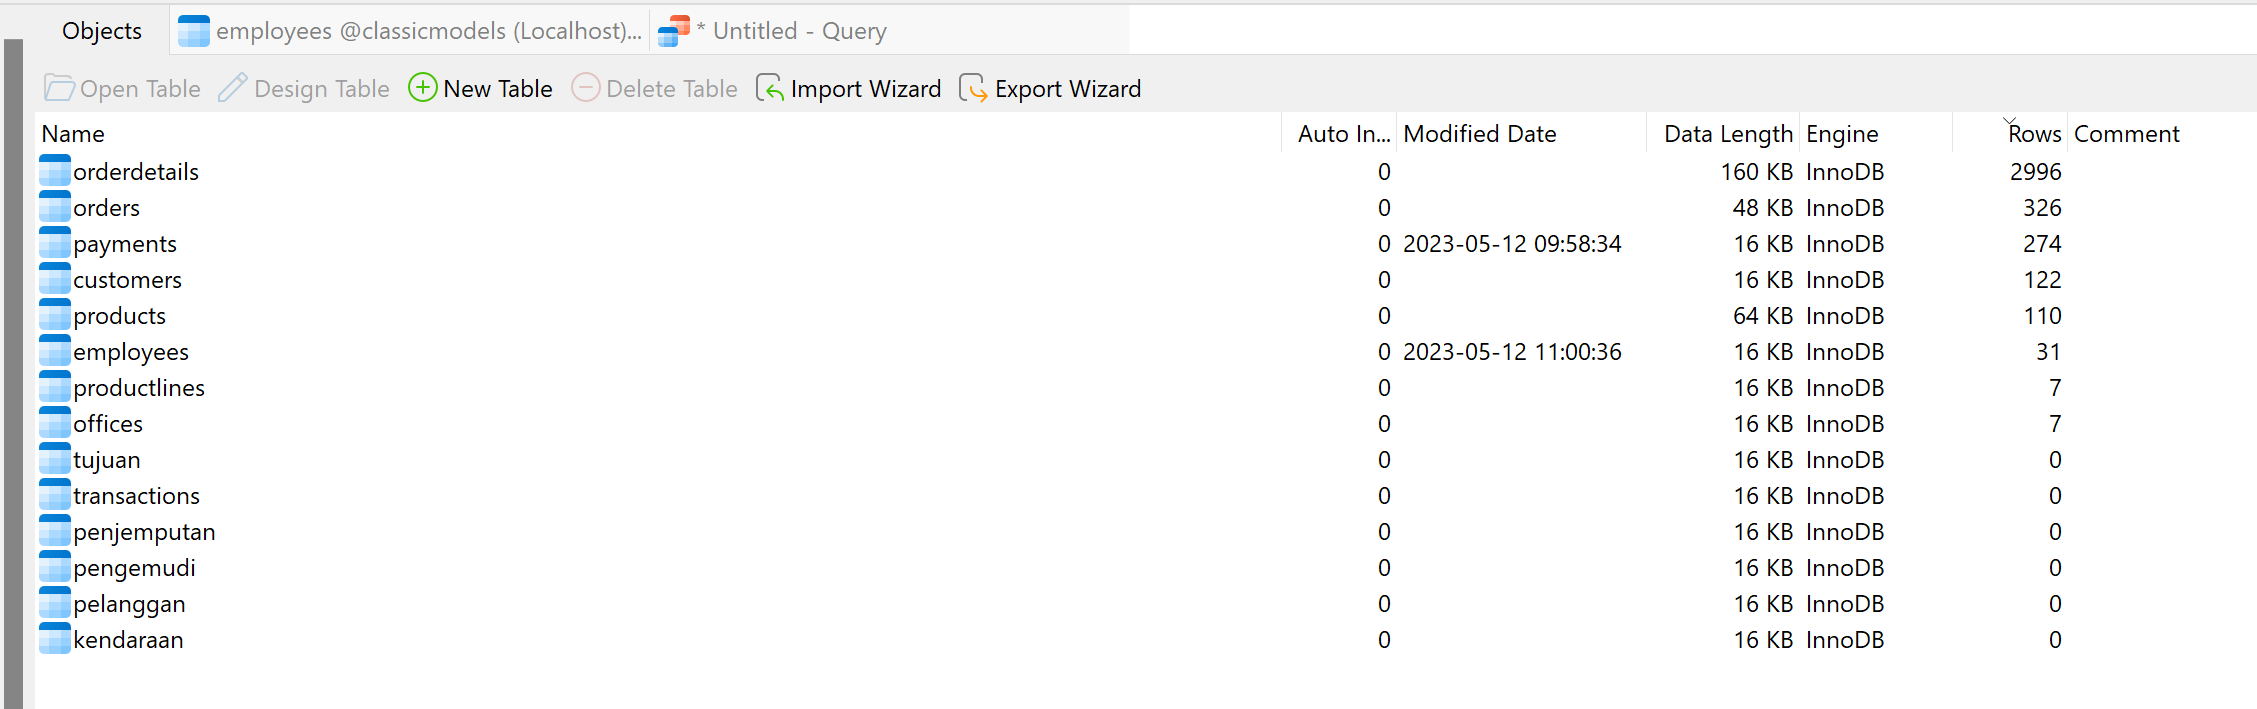 Objects employees @classicmodels (Localhost)... * Untitled - Query
Open Table Design Table New Table Delete Table Import Wizard Export Wizard
Name Auto In... Modified Date Data Length Engine Rows Comment
orderdetails 0 160 KB InnoDB 2996
orders 0 48 KB InnoDB 326
payments 0 2023-05-12 09:58:34 16 KB InnoDB 274
customers 0 16 KB InnoDB 122
products 0 64 KB InnoDB 110
employees 0 2023-05-12 11:00:36 16 KB InnoDB 31
productlines 0 16 KB InnoDB 7
offices 0 16 KB InnoDB 7
tujuan 0 16 KB InnoDB 0
transactions 0 16 KB InnoDB 0
penjemputan 0 16 KB InnoDB 0
pengemudi 0 16 KB InnoDB 0
pelanggan 0 16 KB InnoDB 0
kendaraan 0 16 KB InnoDB 0